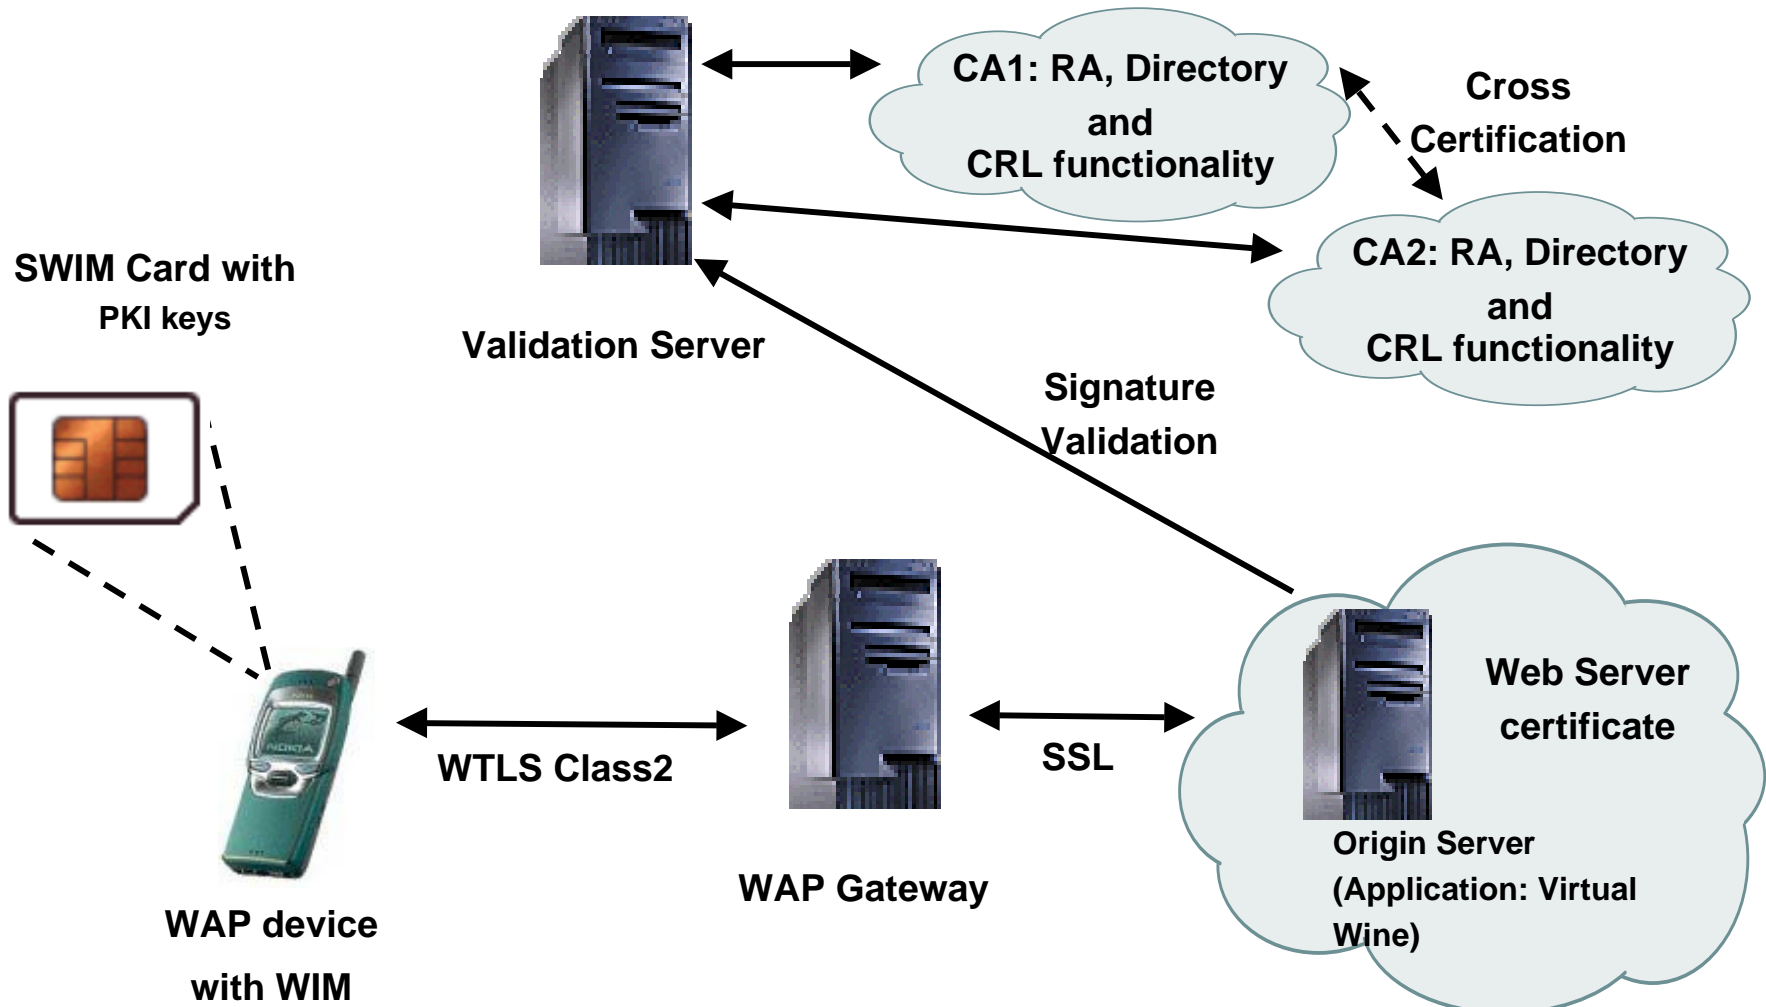 CA1: RA, Directory
and
CRL functionality
Cross
Certification
CA2: RA, Directory
and
CRL functionality
SWIM Card with
PKI keys
Validation Server
Signature
Validation
Web Server
certificate
NOKIA
WTLS Class2
SSL
Origin Server
(Application: Virtual
Wine)
WAP Gateway
WAP device
with WIM